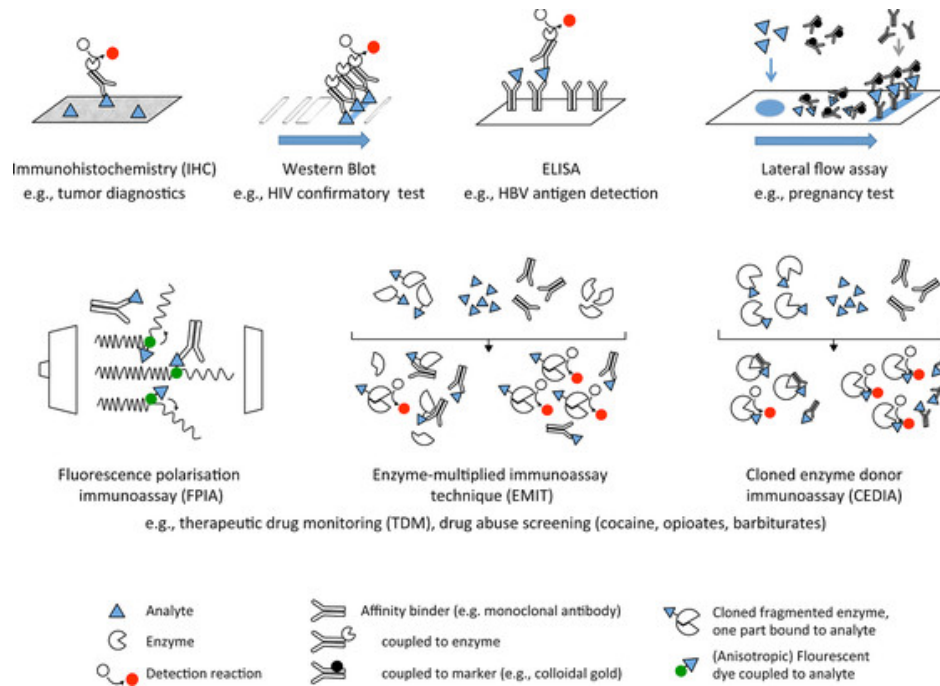 Immunohistochemistry (IHC)
e.g., tumor diagnostics
Western Blot
e.g., HIV confirmatory test
ELISA
e.g., HBV antigen detection
Lateral flow assay
e.g., pregnancy test
Fluorescence polarisation
immunoassay (FPIA)
Enzyme-multiplied immunoassay
technique (EMIT)
Cloned enzyme donor
immunoassay (CEDIA)
e.g., therapeutic drug monitoring (TDM), drug abuse screening (cocaine, opioates, barbiturates)
Analyte
Enzyme
Detection reaction
Affinity binder (e.g. monoclonal antibody)
coupled to enzyme
coupled to marker (e.g., colloidal gold)
Cloned fragmented enzyme,
one part bound to analyte
(Anisotropic) Flourescent
dye coupled to analyte